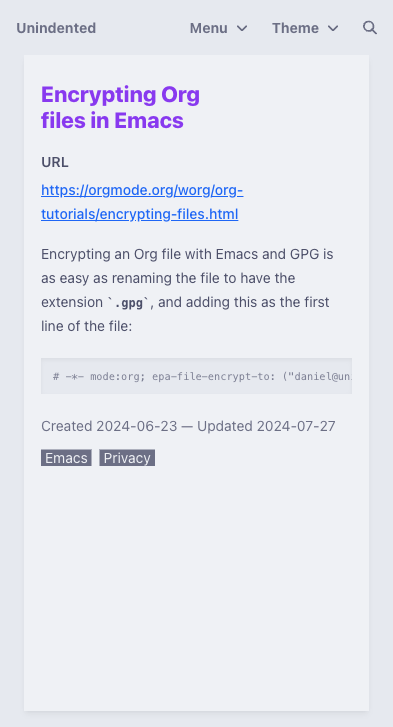 Unindented
Menu
Theme
Encrypting Org
files in Emacs
URL
https://orgmode.org/worg/org-
tutorials/encrypting-files.html
Encrypting an Org file with Emacs and GPG is
as easy as renaming the file to have the
extension `.gpg`, and adding this as the first
line of the file:
# -*- mode:org; epa-file-encrypt-to: ("daniel@un
Created 2024-06-23 — Updated 2024-07-27
Emacs Privacy